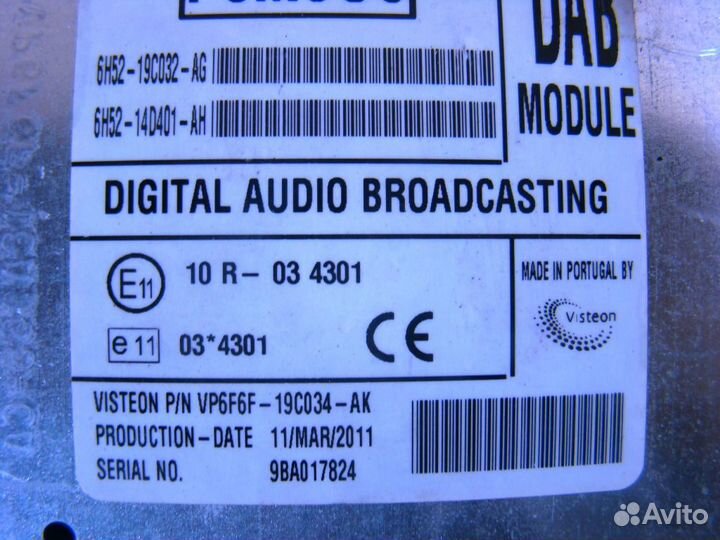 DAB
MODULE
6H52-19C032-AG
6H52-14D401-AH
DIGITAL AUDIO BROADCASTING
E11
10 R- 03 4301
MADE IN PORTUGAL BY
Visteon
e 11
03*4301
CE
VISTEON P/N VP6F6F-19C034-AK
PRODUCTION-DATE 11/MAR/2011
SERIAL NO. 9BA017824
Avito